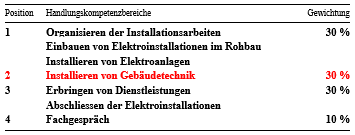 Position Handlungskompetenzbereiche Gewichtung
1 Organisieren der Installationsarbeiten 30 %
Einbauen von Elektroinstallationen im Rohbau
Installieren von Elektroanlagen
2 Installieren von Gebäudetechnik 30 %
3 Erbringen von Dienstleistungen 30 %
Abschliessen der Elektroinstallationen
4 Fachgespräch 10 %